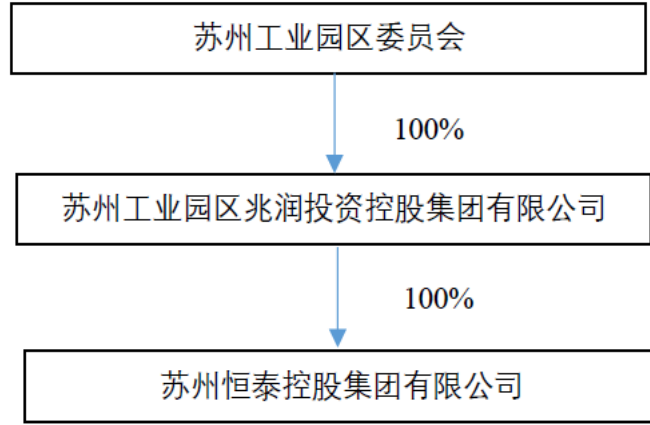 苏州工业园区委员会
100%
苏州工业园区兆润投资控股集团有限公司
100%
苏州恒泰控股集团有限公司